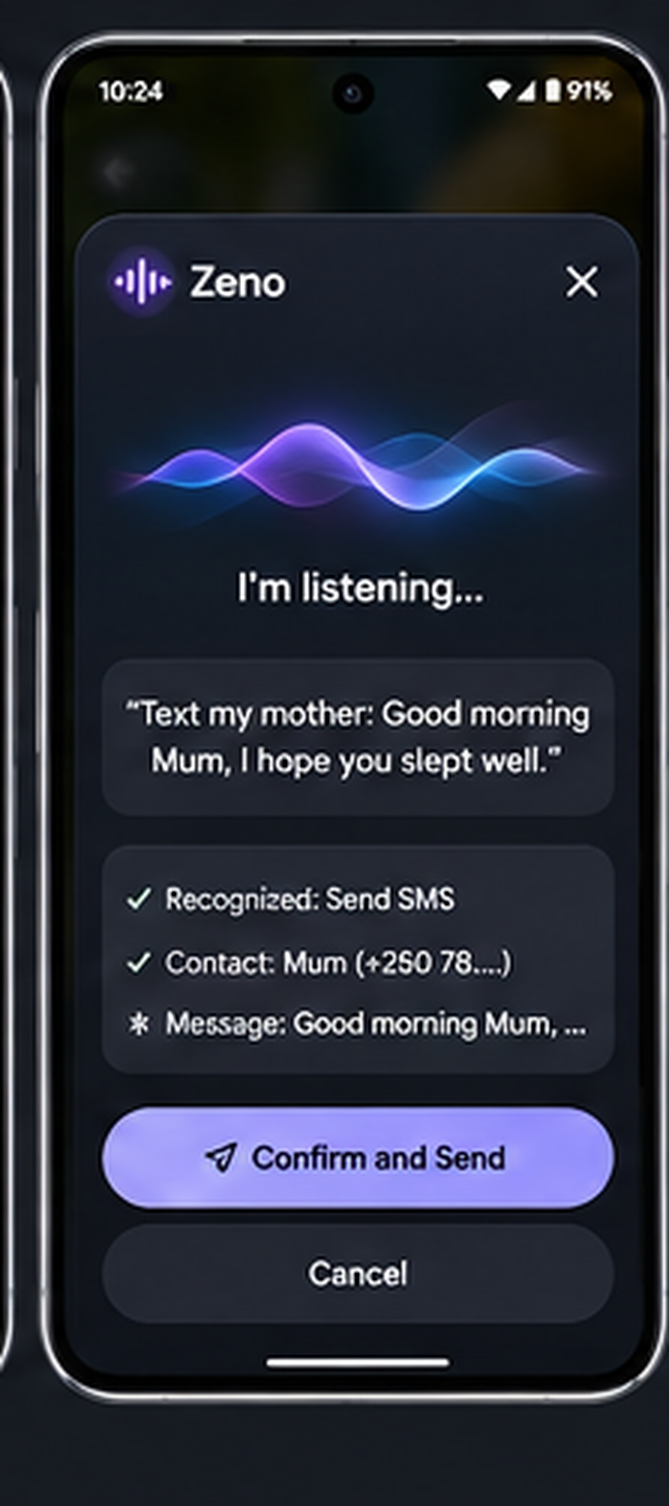 10:24
91%
Zeno
I'm listening...
“Text my mother: Good morning
Mum, I hope you slept well.”
✓ Recognized: Send SMS
✓ Contact: Mum (+250 78....)
* Message: Good morning Mum, ...
Confirm and Send
Cancel